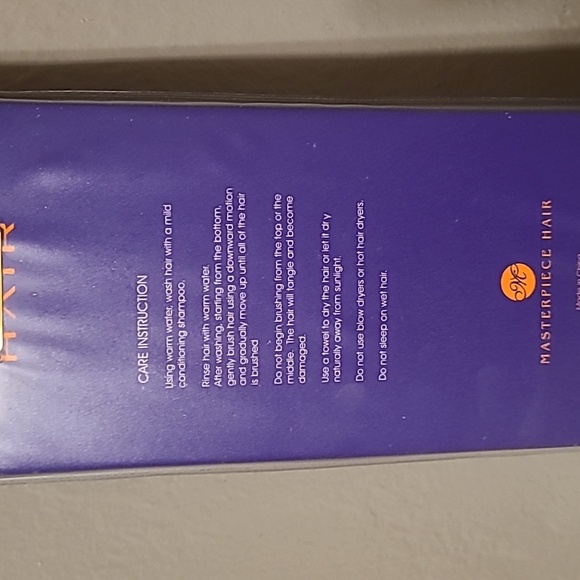 HAIR
- CARE INSTRUCTION
Using warm water, wash hair with a mild
conditioning shampoo.
Rinse hair with warm water.
After washing, starting from the bottom,
gently brush hair using a downward motion
and gradually move up until all of the hair
is brushed
Do not begin brushing from the top or the
middle. The hair will tangle and become
damaged.
Use a towel to dry the hair or let it dry
naturally away from sunlight.
Do not use blow dryers or hot hair dryers.
Do not sleep on wet hair.
MASTERPIECE HAIR